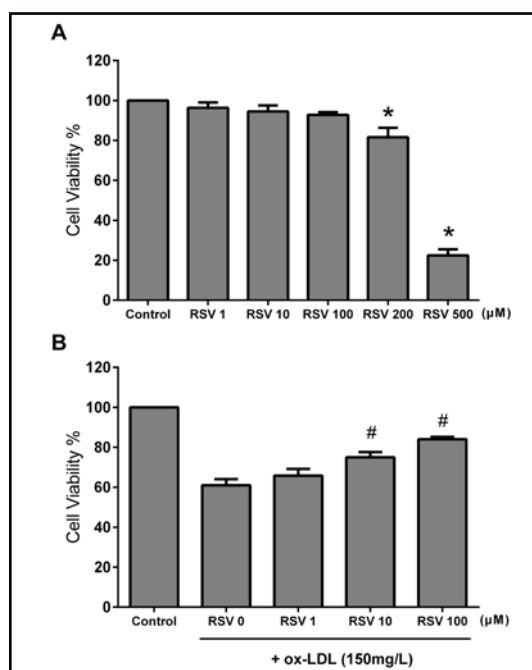 A
Cell Viability %
120
100
80
60
40
20
0
*
*
Control RSV 1 RSV 10 RSV 100 RSV 200 RSV 500 (μM)
B
Cell Viability %
120
100
80
60
40
20
0
#
#
Control RSV 0 RSV 1 RSV 10 RSV 100 (μM)
+ ox-LDL (150mg/L)